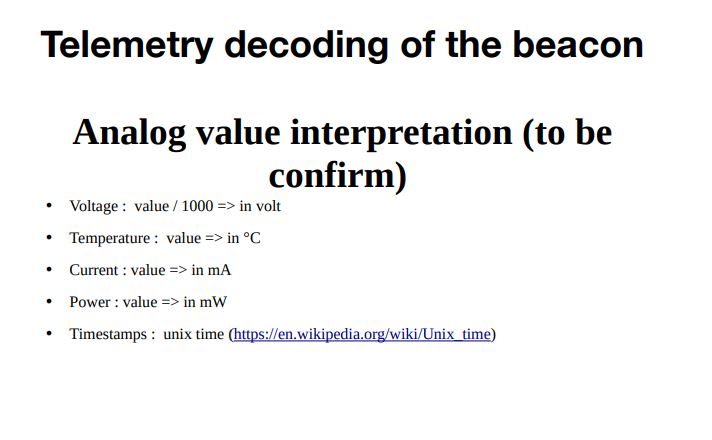 Telemetry decoding of the beacon
Analog value interpretation (to be
confirm)
• Voltage :  value / 1000 => in volt
• Temperature :  value => in °C
• Current : value => in mA
• Power : value => in mW
• Timestamps :  unix time (https://en.wikipedia.org/wiki/Unix_time)